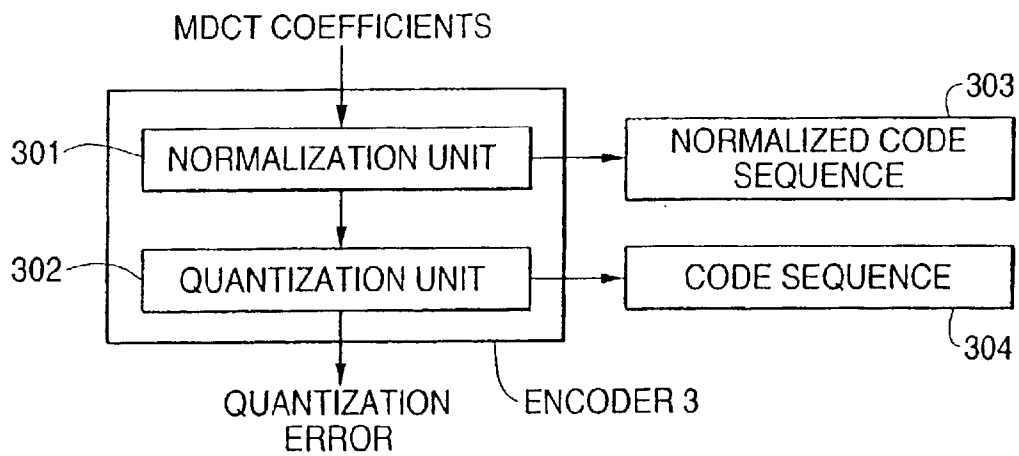 MDCT COEFFICIENTS
303
301
NORMALIZATION UNIT
NORMALIZED CODE
SEQUENCE
302
QUANTIZATION UNIT
CODE SEQUENCE
304
QUANTIZATION
ERROR
ENCODER 3